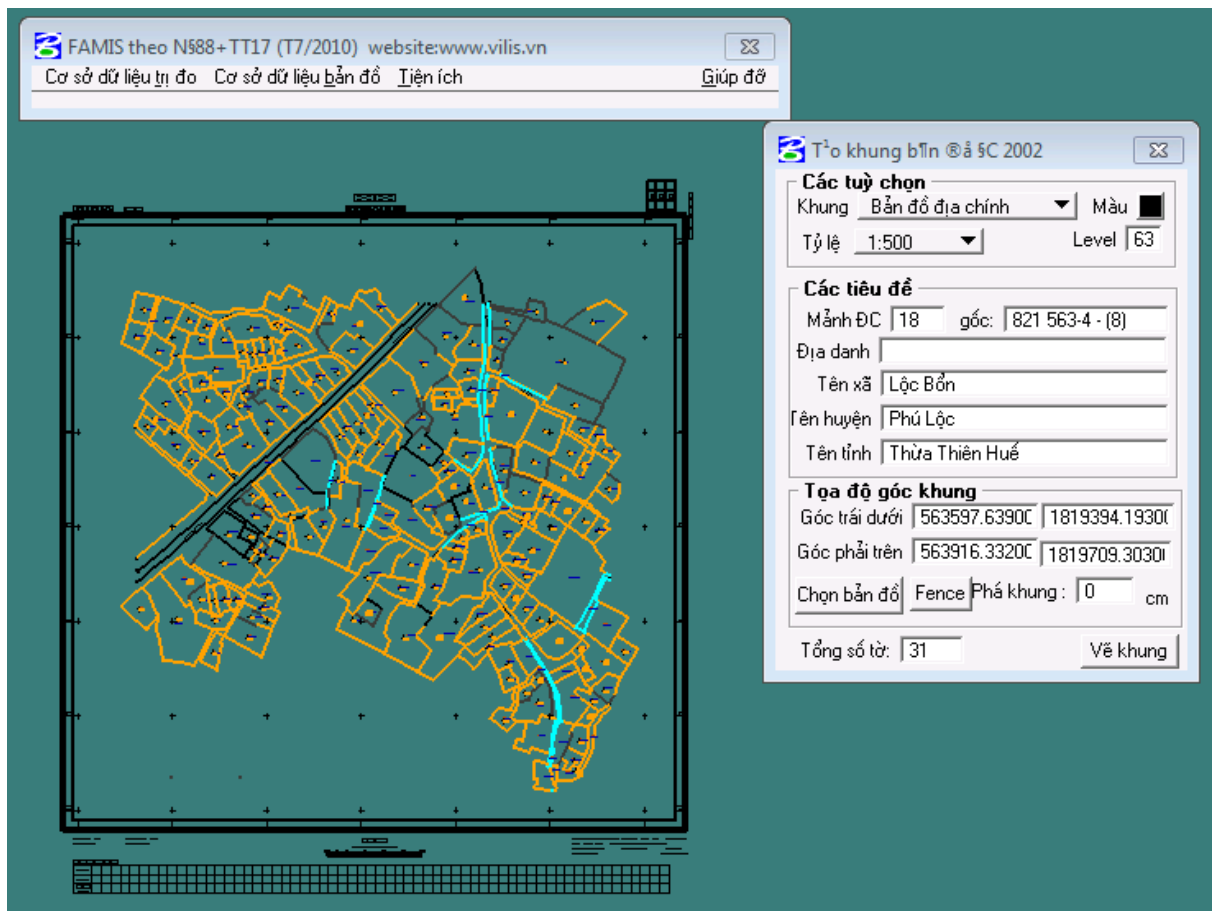 FAMIS theo N§88+TT17 (T7/2010) website:www.vilis.vn
Cơ sở dữ liệu trị đo Cơ sở dữ liệu bản đồ Tiện ích Giúp đỡ
T¹o khung b¶n ®å §C 2002
Các tuỳ chọn
Khung Bản đồ địa chính Màu
Tỷ lệ 1:500 Level 63
Các tiêu đề
Mảnh ĐC 18 gốc: 821 563-4 - (8)
Địa danh
Tên xã Lộc Bổn
Tên huyện Phú Lộc
Tên tỉnh Thừa Thiên Huế
Tọa độ góc khung
Góc trái dưới 563597.63900 1819394.19300
Góc phải trên 563916.33200 1819709.30300
Chọn bản đồ Fence Phá khung : 0 cm
Tổng số tờ: 31 Vẽ khung